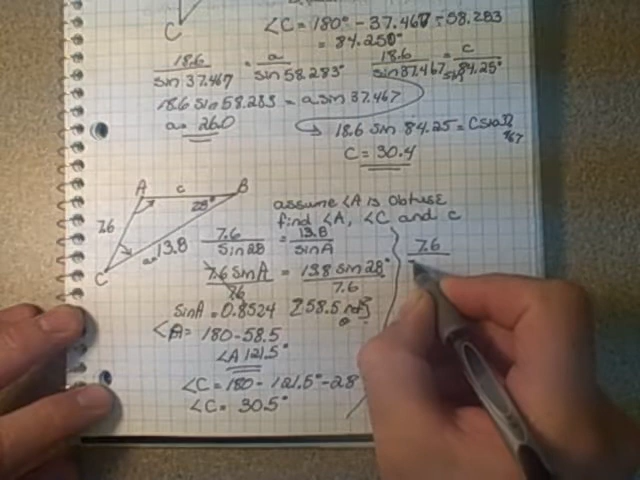 C
∠C = 180° - 37.467 - 58.283
= 84.250°
18.6 / sin 37.467 = a / sin 58.283°
18.6 / sin 37.467 = c / sin 84.25°
18.6 sin 58.283 = a sin 37.467
a = 26.0
18.6 sin 84.25 = C sin 37.467
C = 30.4
A c B
28°
7.6
a= 13.8
C
assume ∠A is obtuse
find ∠A, ∠C and c
7.6 / sin 28 = 13.8 / sin A
7.6 sin A / 7.6 = 13.8 sin 28° / 7.6
sin A = 0.8524 [58.5 ref]
∠A = 180 - 58.5
∠A 121.5°
∠C = 180 - 121.5° - 28
∠C = 30.5°
7.6